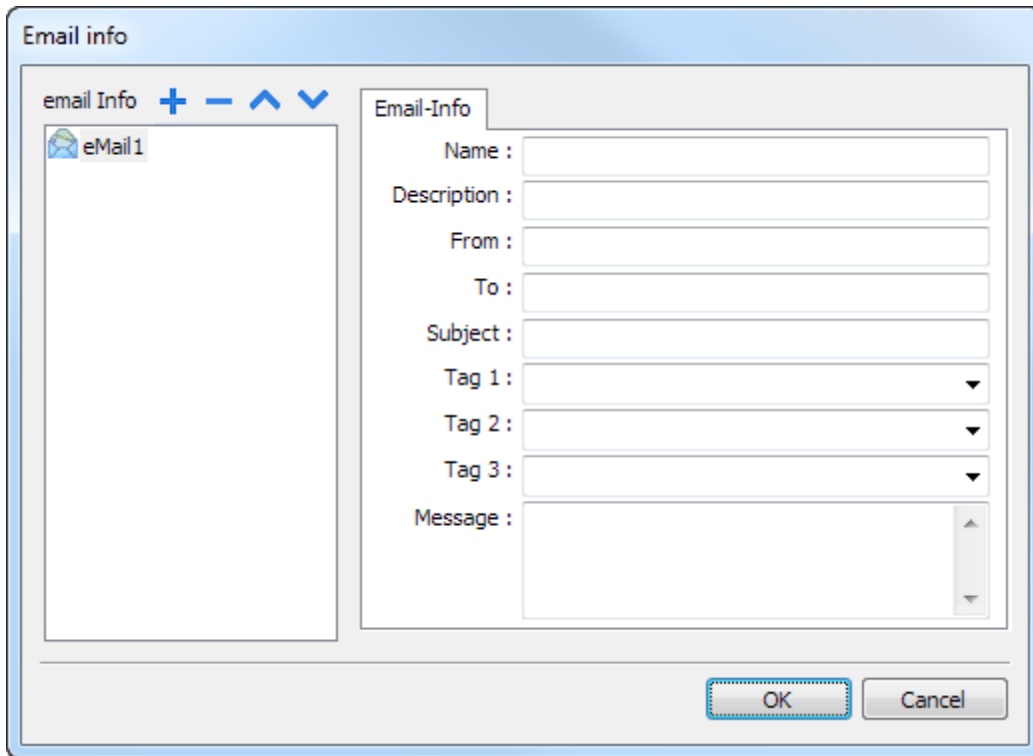 Email info
email Info
eMail1
Email-Info
Name :
Description :
From :
To :
Subject :
Tag 1 :
Tag 2 :
Tag 3 :
Message :
OK
Cancel